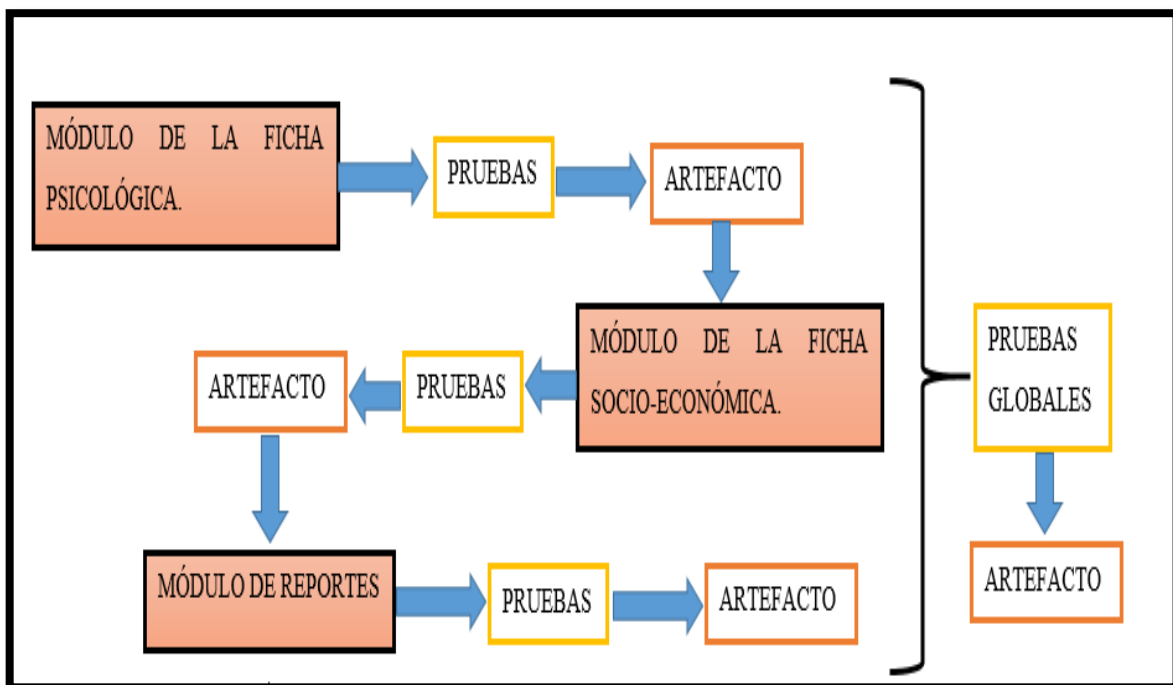 MÓDULO DE LA FICHA
PSICOLÓGICA.
PRUEBAS
ARTEFACTO
MÓDULO DE LA FICHA
SOCIO-ECONÓMICA.
PRUEBAS
ARTEFACTO
MÓDULO DE REPORTES
PRUEBAS
ARTEFACTO
PRUEBAS
GLOBALES
ARTEFACTO